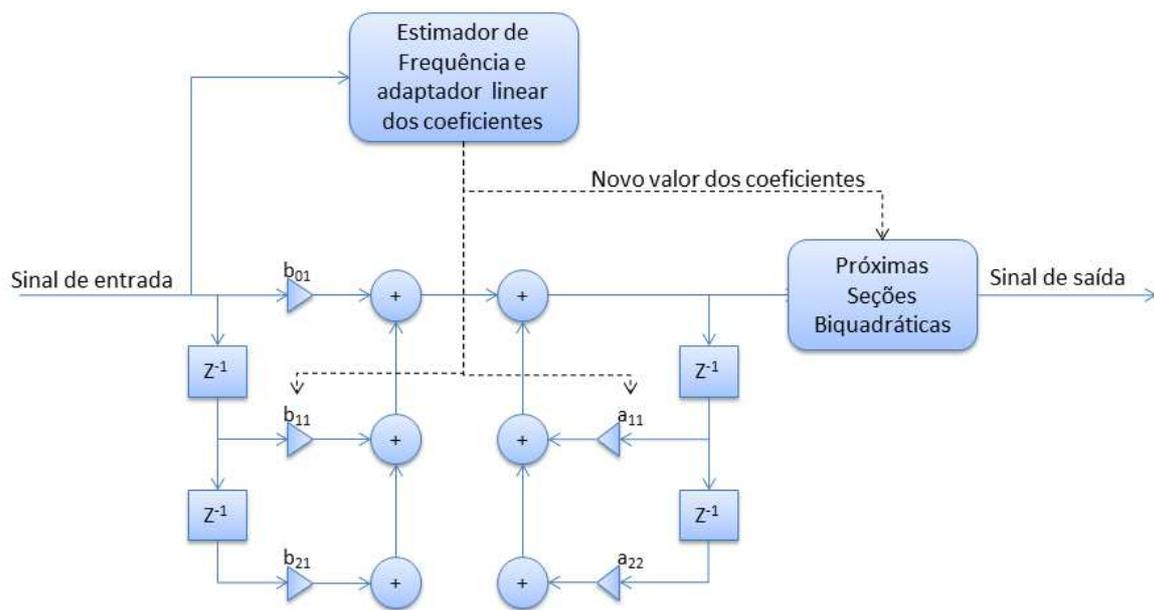 Estimador de
Frequência e
adaptador linear
dos coeficientes
Novo valor dos coeficientes
Sinal de entrada
b01
+
+
Próximas
Seções
Biquadráticas
Sinal de saída
Z-1
Z-1
b11
+
+
a11
Z-1
Z-1
b21
+
+
a22